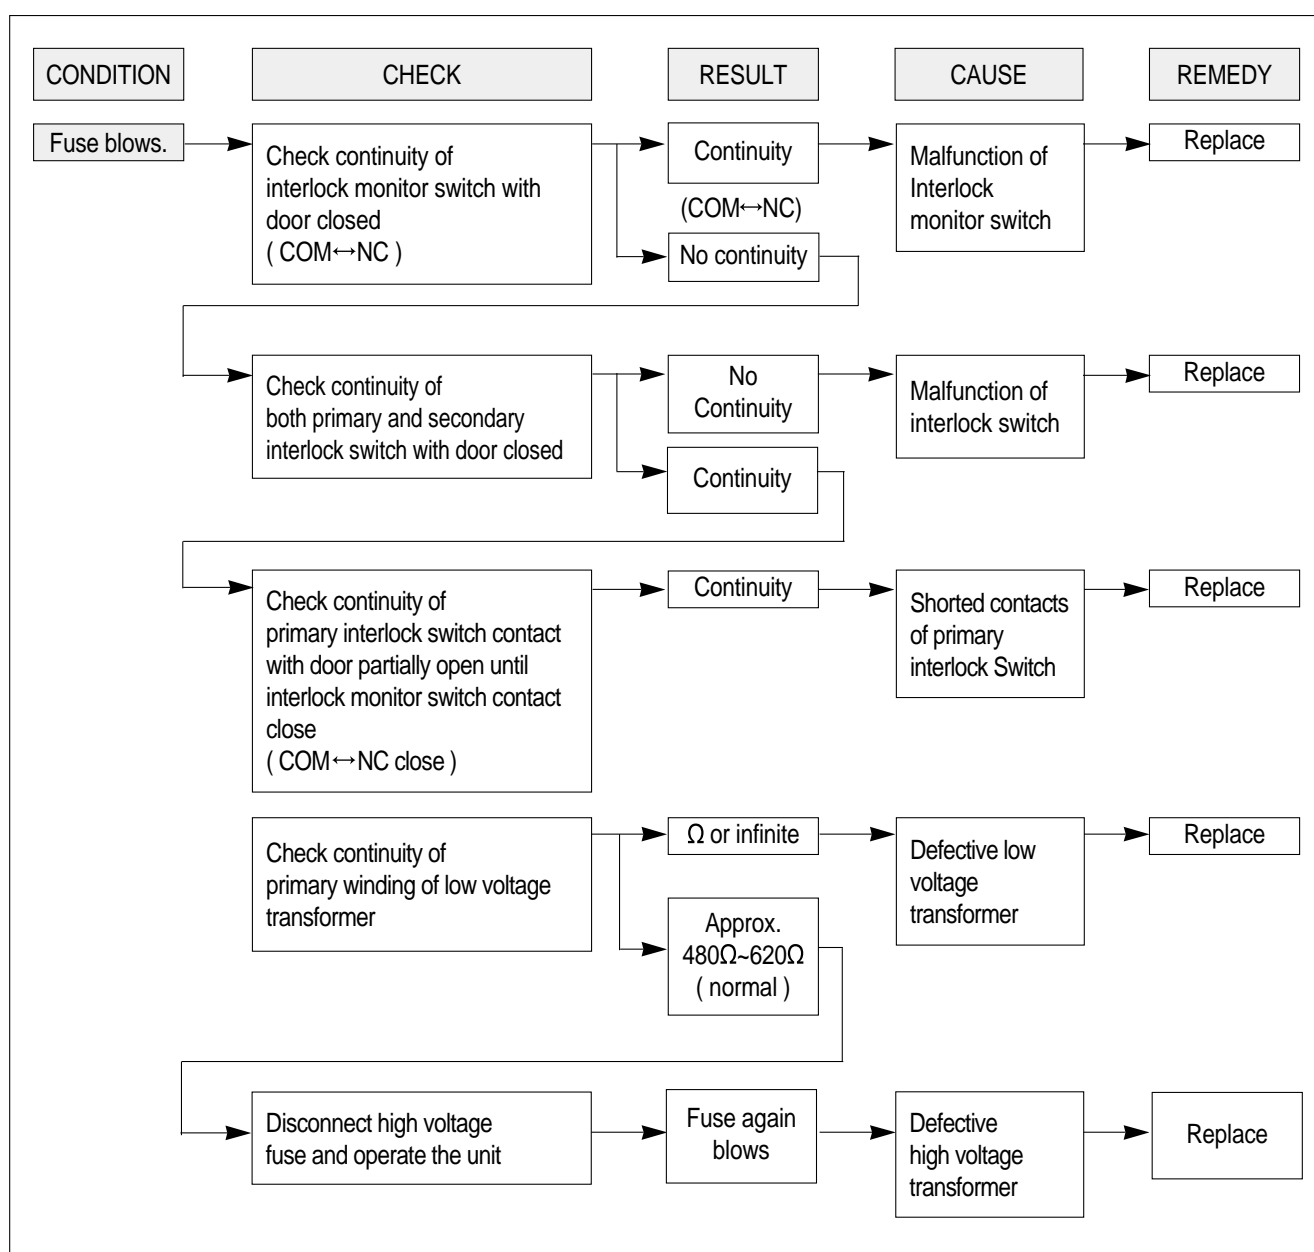 CONDITION
CHECK
RESULT
CAUSE
REMEDY
Fuse blows.
Check continuity of
interlock monitor switch with
door closed
( COM↔NC )
Continuity
(COM↔NC)
No continuity
Malfunction of
Interlock
monitor switch
Replace
Check continuity of
both primary and secondary
interlock switch with door closed
No
Continuity
Continuity
Malfunction of
interlock switch
Replace
Check continuity of
primary interlock switch contact
with door partially open until
interlock monitor switch contact
close
( COM↔NC close )
Continuity
Shorted contacts
of primary
interlock Switch
Replace
Check continuity of
primary winding of low voltage
transformer
Ω or infinite
Approx.
480Ω~620Ω
( normal )
Defective low
voltage
transformer
Replace
Disconnect high voltage
fuse and operate the unit
Fuse again
blows
Defective
high voltage
transformer
Replace